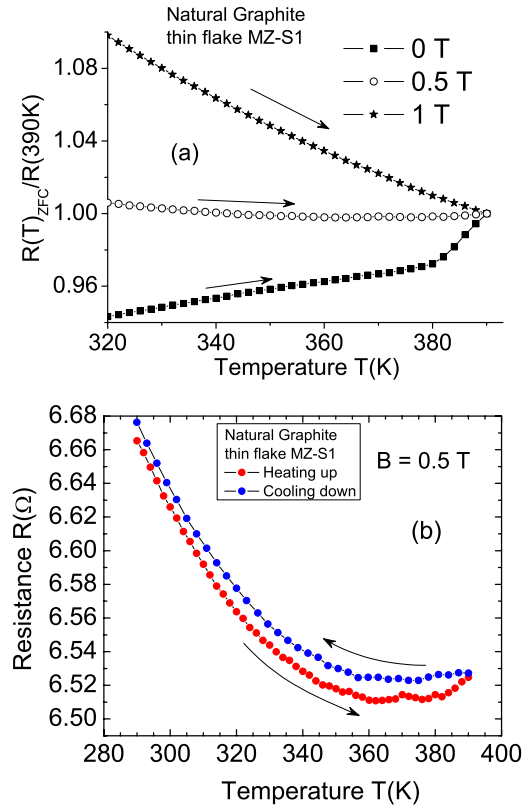 Natural Graphite
thin flake MZ-S1
0 T
0.5 T
1 T
(a)
R(T)ZFC/R(390K)
1.08
1.04
1.00
0.96
320 340 360 380
Temperature T(K)
6.68
6.66
6.64
6.62
6.60
6.58
6.56
6.54
6.52
6.50
Resistance R(Ω)
Natural Graphite
thin flake MZ-S1
Heating up
Cooling down
B = 0.5 T
(b)
280 300 320 340 360 380 400
Temperature T(K)